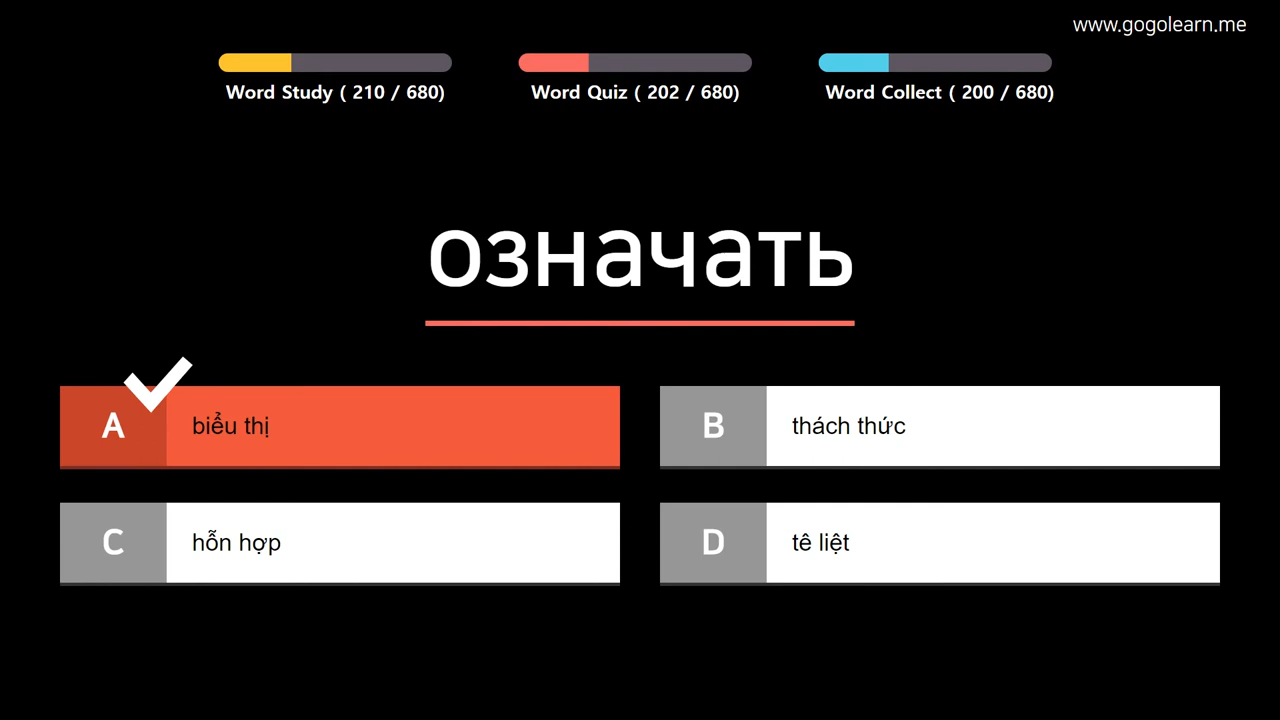 www.gogolearn.me
Word Study ( 210 / 680)
Word Quiz ( 202 / 680)
Word Collect ( 200 / 680)
означать
A
biểu thị
B
thách thức
C
hỗn hợp
D
tê liệt